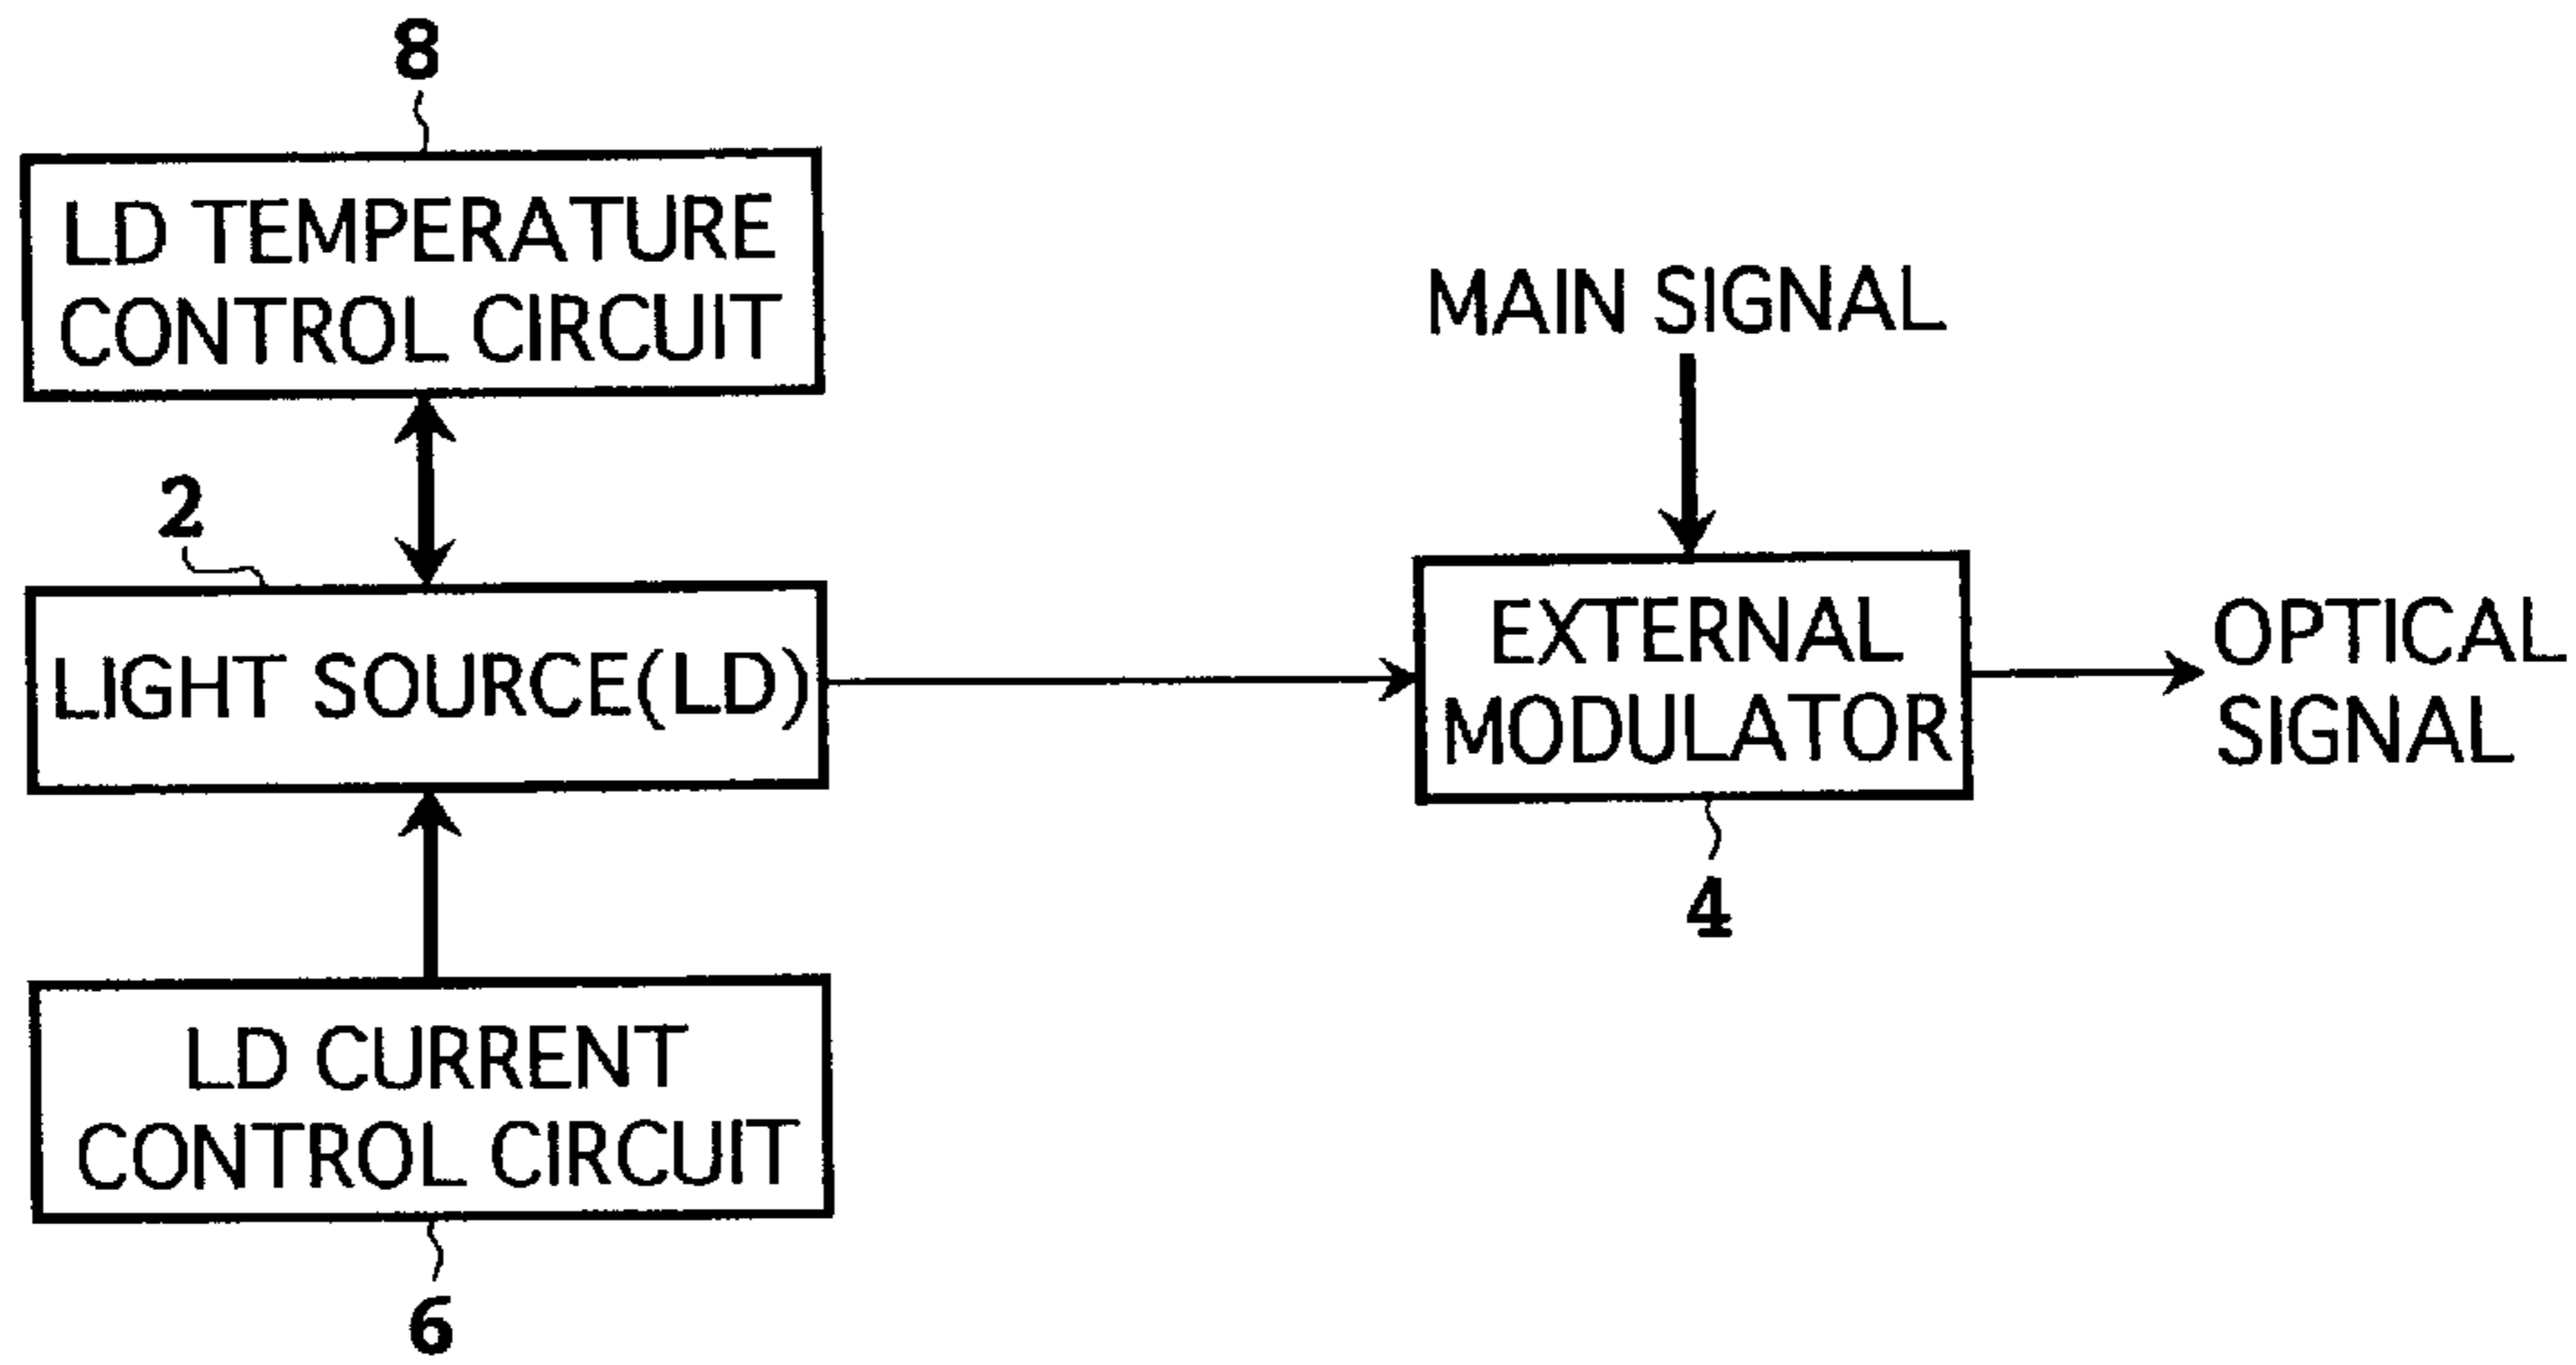 8
LD TEMPERATURE
CONTROL CIRCUIT
2
LIGHT SOURCE(LD)
LD CURRENT
CONTROL CIRCUIT
6
MAIN SIGNAL
EXTERNAL
MODULATOR
4
OPTICAL
SIGNAL